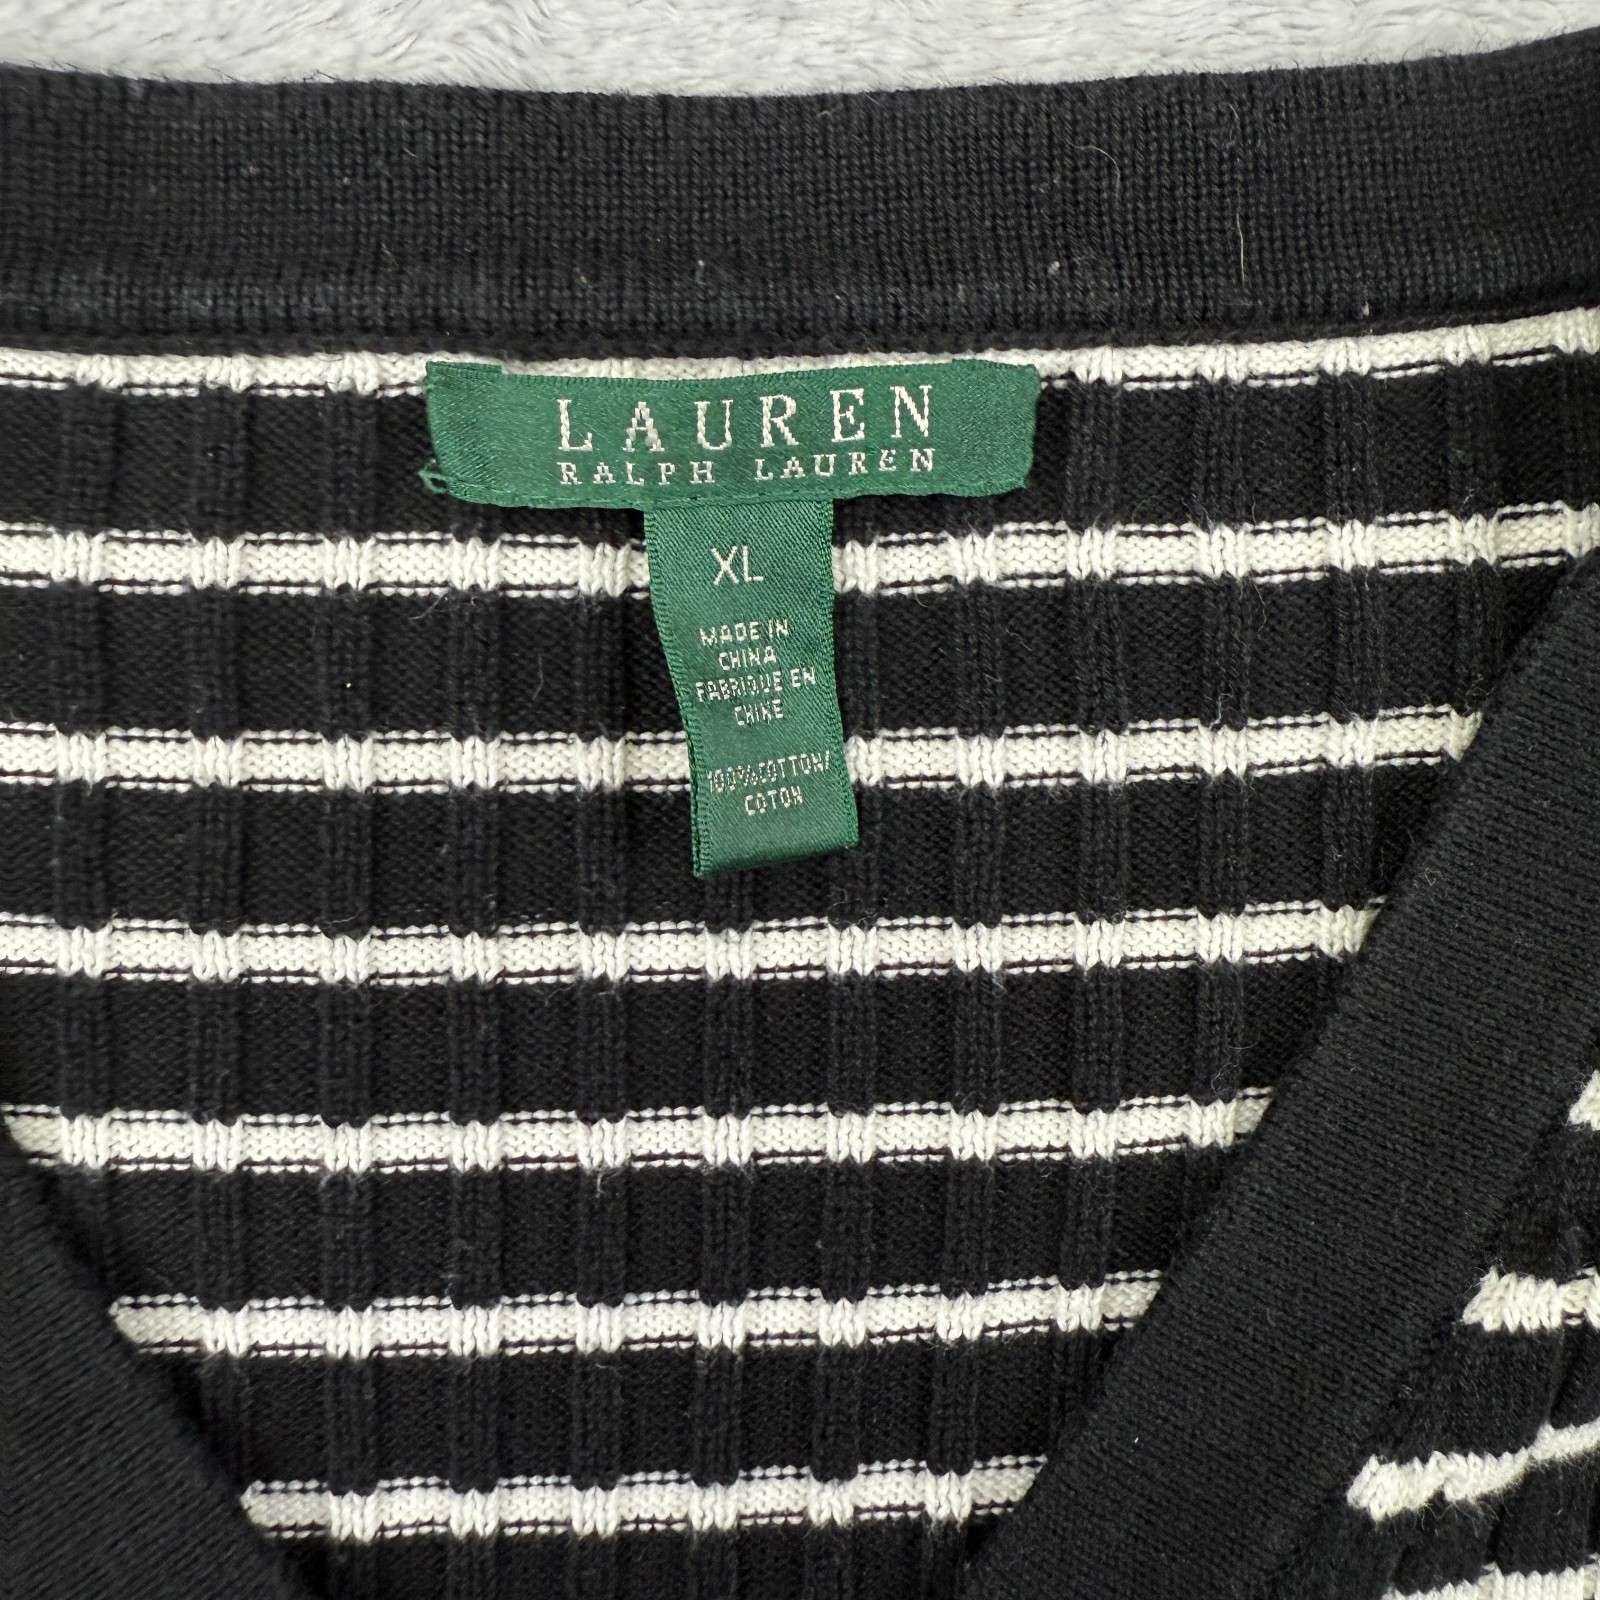 LAUREN
RALPH LAUREN
XL
MADE IN
CHINA
FABRIQUE EN
CHINE
100%COTTON/
COTON